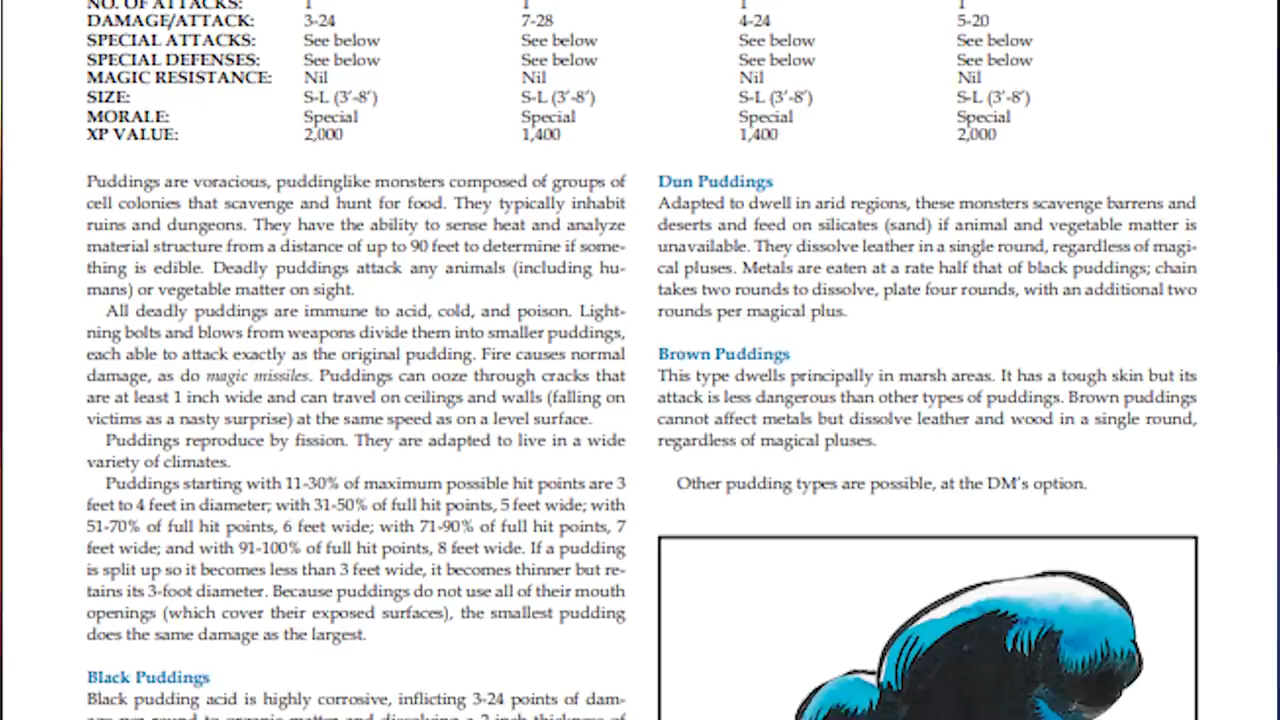 NO. OF ATTACKS: 1 1 1 1
DAMAGE/ATTACK: 3-24 7-28 4-24 5-20
SPECIAL ATTACKS: See below See below See below See below
SPECIAL DEFENSES: See below See below See below See below
MAGIC RESISTANCE: Nil Nil Nil Nil
SIZE: S-L (3′-8′) S-L (3′-8′) S-L (3′-8′) S-L (3′-8′)
MORALE: Special Special Special Special
XP VALUE: 2,000 1,400 1,400 2,000
Puddings are voracious, puddinglike monsters composed of groups of
cell colonies that scavenge and hunt for food. They typically inhabit
ruins and dungeons. They have the ability to sense heat and analyze
material structure from a distance of up to 90 feet to determine if some-
thing is edible. Deadly puddings attack any animals (including hu-
mans) or vegetable matter on sight.
All deadly puddings are immune to acid, cold, and poison. Light-
ning bolts and blows from weapons divide them into smaller puddings,
each able to attack exactly as the original pudding. Fire causes normal
damage, as do magic missiles. Puddings can ooze through cracks that
are at least 1 inch wide and can travel on ceilings and walls (falling on
victims as a nasty surprise) at the same speed as on a level surface.
Puddings reproduce by fission. They are adapted to live in a wide
variety of climates.
Puddings starting with 11-30% of maximum possible hit points are 3
feet to 4 feet in diameter; with 31-50% of full hit points, 5 feet wide; with
51-70% of full hit points, 6 feet wide; with 71-90% of full hit points, 7
feet wide; and with 91-100% of full hit points, 8 feet wide. If a pudding
is split up so it becomes less than 3 feet wide, it becomes thinner but re-
tains its 3-foot diameter. Because puddings do not use all of their mouth
openings (which cover their exposed surfaces), the smallest pudding
does the same damage as the largest.
Black Puddings
Black pudding acid is highly corrosive, inflicting 3-24 points of dam-
age per round to organic matter and dissolving a 2-inch thickness of
Dun Puddings
Adapted to dwell in arid regions, these monsters scavenge barrens and
deserts and feed on silicates (sand) if animal and vegetable matter is
unavailable. They dissolve leather in a single round, regardless of magi-
cal pluses. Metals are eaten at a rate half that of black puddings; chain
takes two rounds to dissolve, plate four rounds, with an additional two
rounds per magical plus.
Brown Puddings
This type dwells principally in marsh areas. It has a tough skin but its
attack is less dangerous than other types of puddings. Brown puddings
cannot affect metals but dissolve leather and wood in a single round,
regardless of magical pluses.
Other pudding types are possible, at the DM's option.